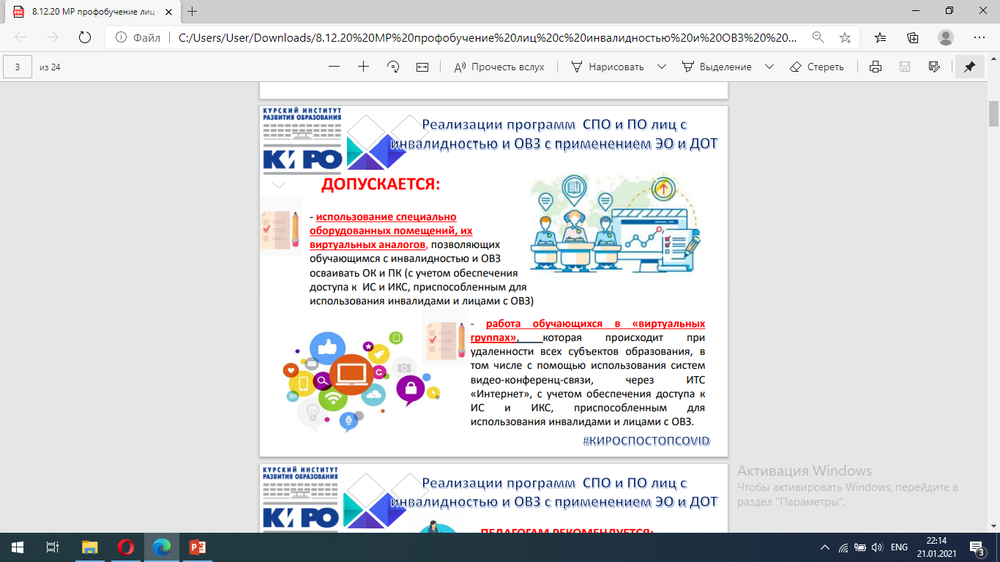 8.12.20 МР профобучение лиц
Файл
C:/Users/User/Downloads/8.12.20%20МР%20профобучение%20лиц%20с%20инвалидностью%20и%20ОВЗ%20%20...
3 из 24
Прочесть вслух
Нарисовать
Выделение
Стереть
КУРСКИЙ ИНСТИТУТ
РАЗВИТИЯ ОБРАЗОВАНИЯ
КИРО
Реализации программ СПО и ПО лиц с
инвалидностью и ОВЗ с применением ЭО и ДОТ
ДОПУСКАЕТСЯ:
- использование специально
оборудованных помещений, их
виртуальных аналогов, позволяющих
обучающимся с инвалидностью и ОВЗ
осваивать ОК и ПК (с учетом обеспечения
доступа к ИС и ИКС, приспособленным для
использования инвалидами и лицами с ОВЗ)
- работа обучающихся в «виртуальных
группах», которая происходит при
удаленности всех субъектов образования, в
том числе с помощью использования систем
видео-конференц-связи, через ИТС
«Интернет», с учетом обеспечения доступа к
ИС и ИКС, приспособленным для
использования инвалидами и лицами с ОВЗ.
#КИРОСПОСТОПCOVID
КУРСКИЙ ИНСТИТУТ
РАЗВИТИЯ ОБРАЗОВАНИЯ
КИРО
Реализации программ СПО и ПО лиц с
инвалидностью и ОВЗ с применением ЭО и ДОТ
ПЕДАГОГАМ РЕКОМЕНДУЕТСЯ:
Активация Windows
Чтобы активировать Windows, перейдите в
раздел "Параметры".
ENG
22:14
21.01.2021
3